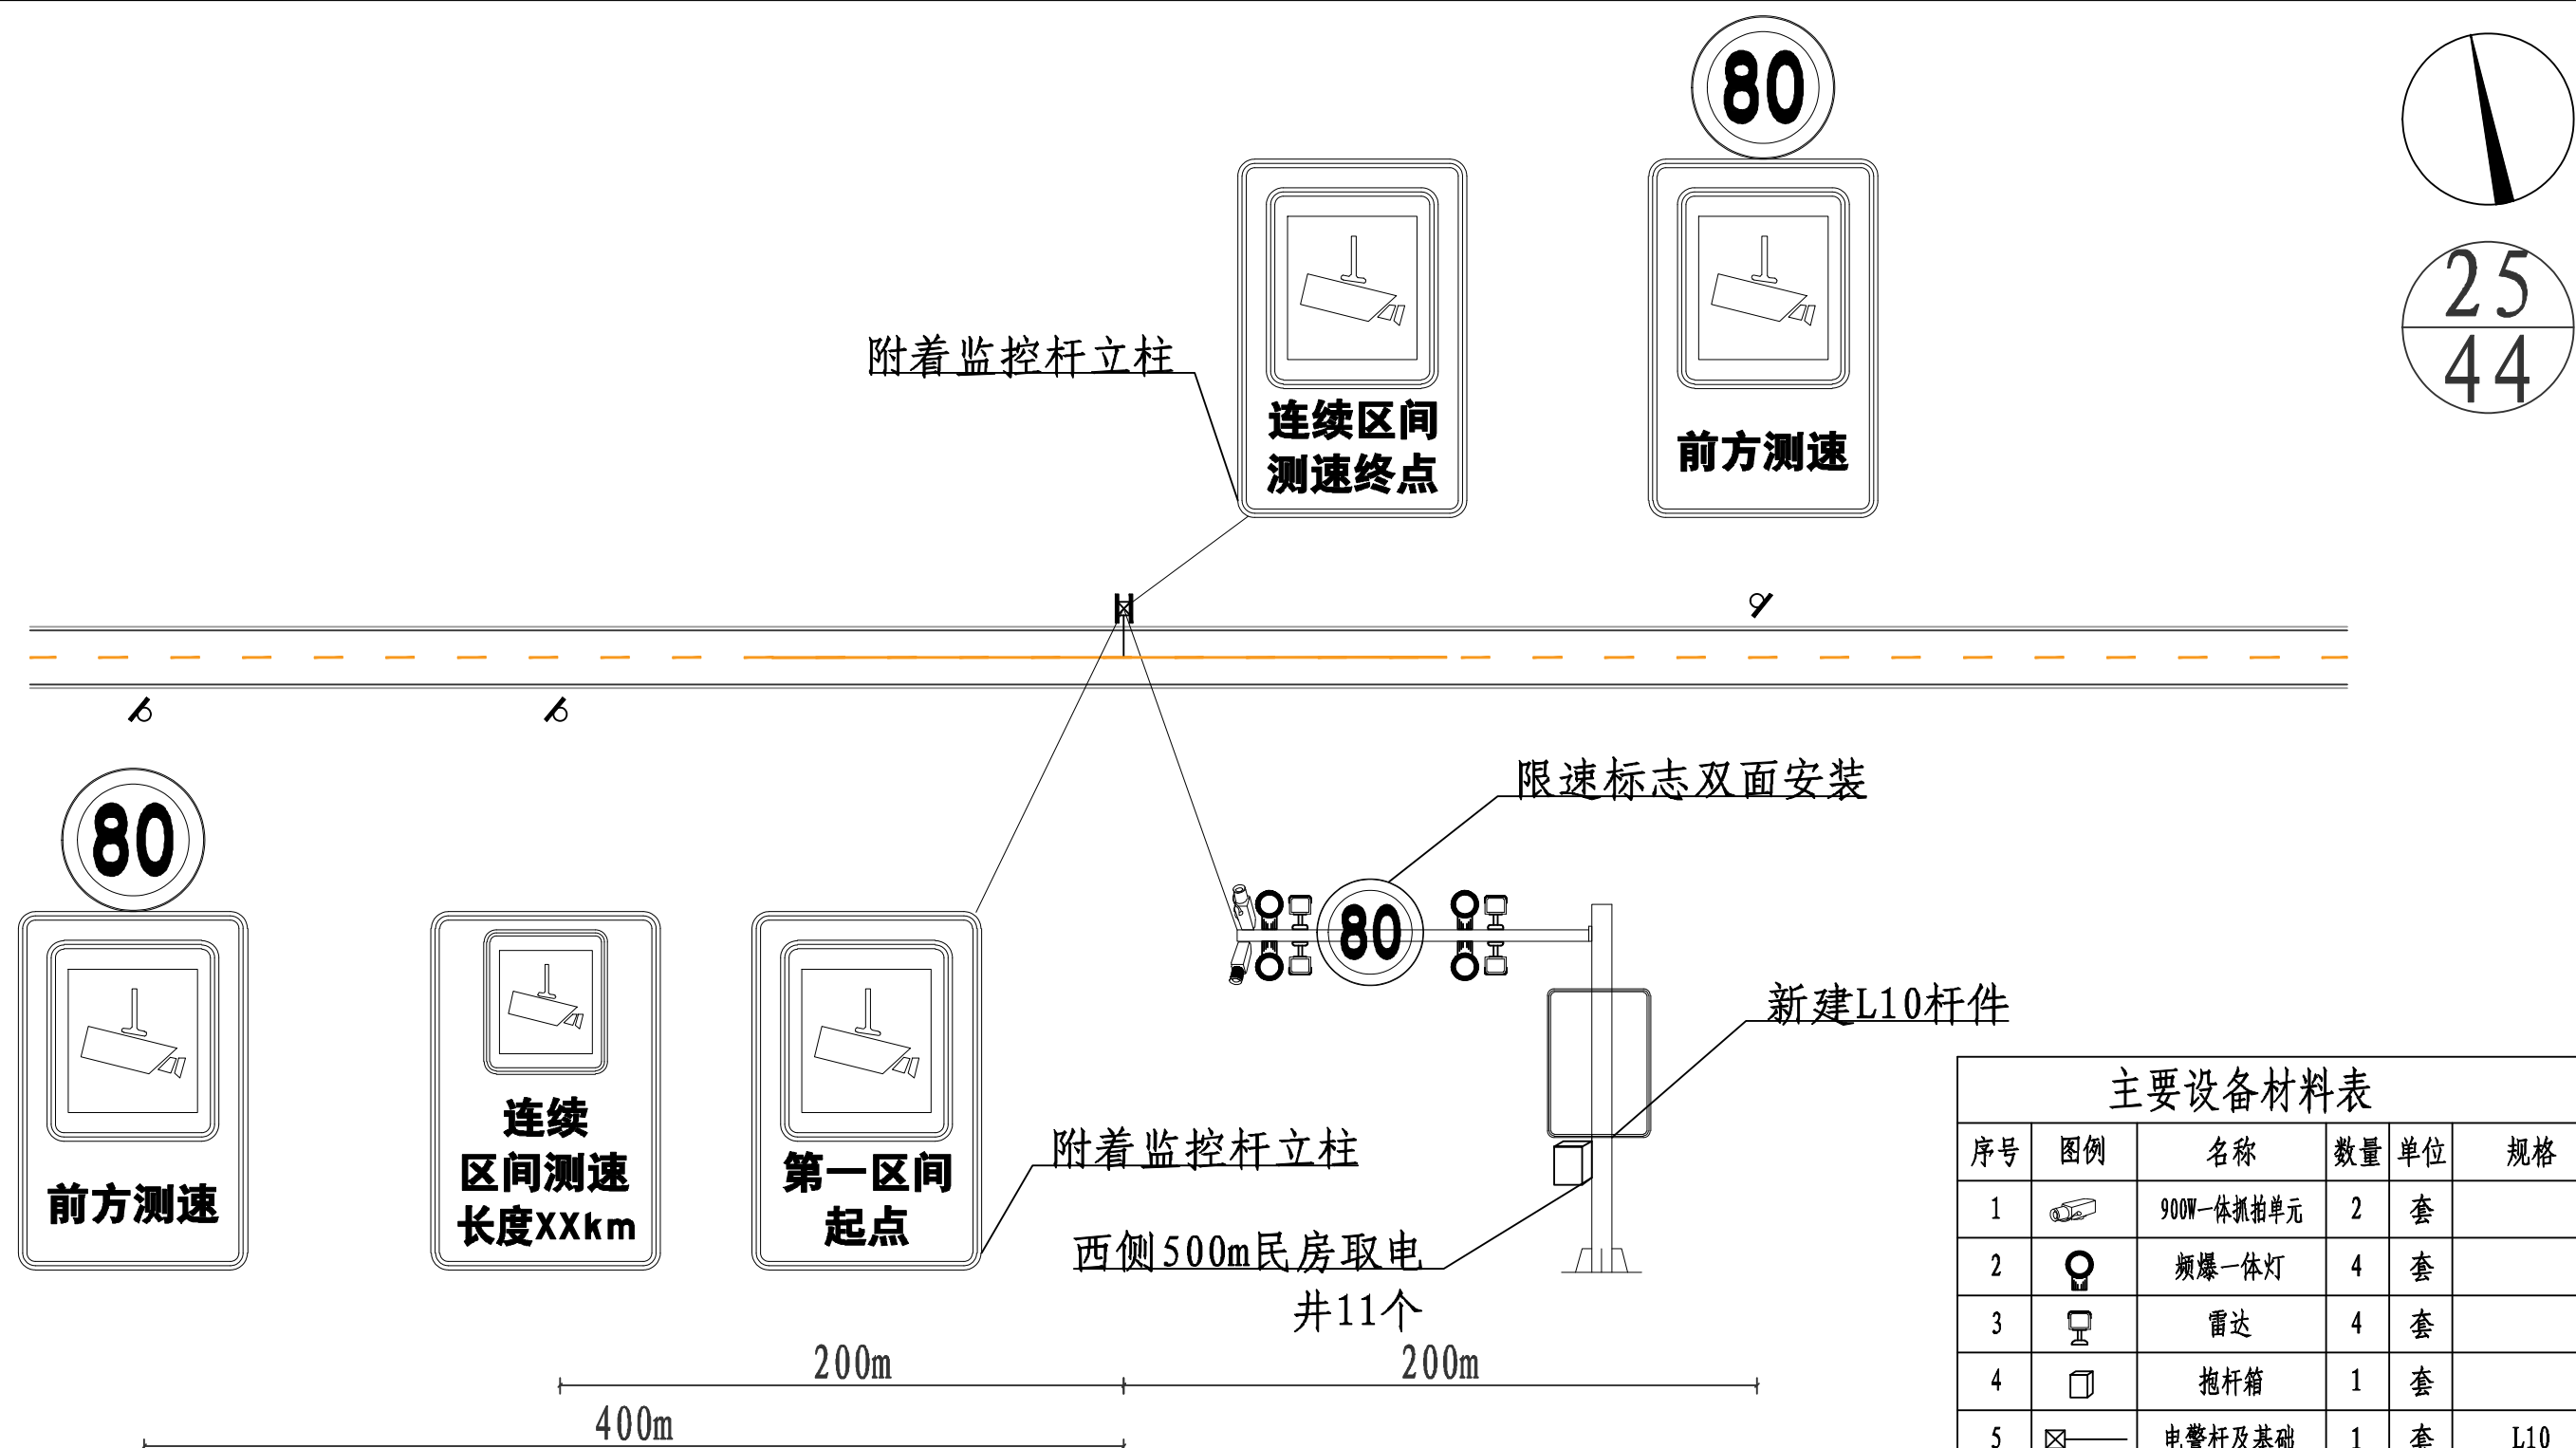 80
25
44
附着监控杆立柱
连续区间
测速终点
前方测速
限速标志双面安装
80
80
新建L10杆件
前方测速
连续
区间测速
长度XXkm
第一区间
起点
附着监控杆立柱
西侧500m民房取电
井11个
200m
200m
400m
主要设备材料表
序号 图例 名称 数量 单位 规格
1 900W一体抓拍单元 2 套
2 频爆一体灯 4 套
3 雷达 4 套
4 抱杆箱 1 套
5 电警杆及基础 1 套 L10